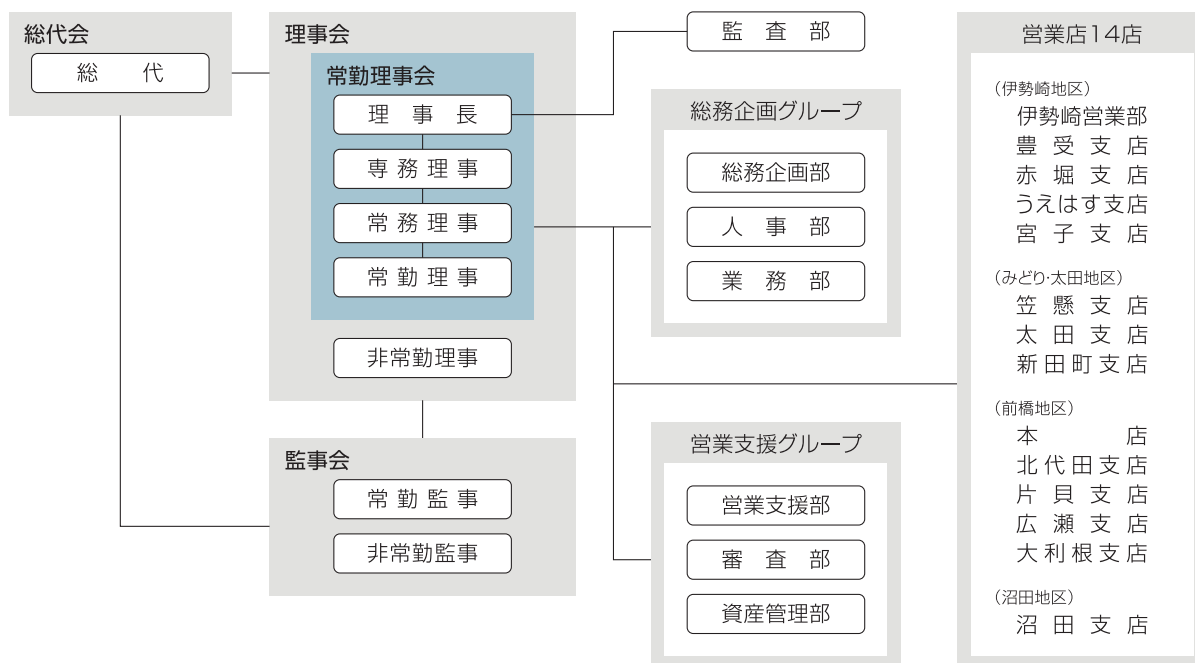 総代会
総代
理事会
常勤理事会
理事長
専務理事
常務理事
常勤理事
非常勤理事
監事会
常勤監事
非常勤監事
監査部
総務企画グループ
総務企画部
人事部
業務部
営業支援グループ
営業支援部
審査部
資産管理部
営業店14店
（伊勢崎地区）
伊勢崎営業部
豊受支店
赤堀支店
うえはす支店
宮子支店
（みどり・太田地区）
笠懸支店
太田支店
新田町支店
（前橋地区）
本店
北代田支店
片貝支店
広瀬支店
大利根支店
（沼田地区）
沼田支店